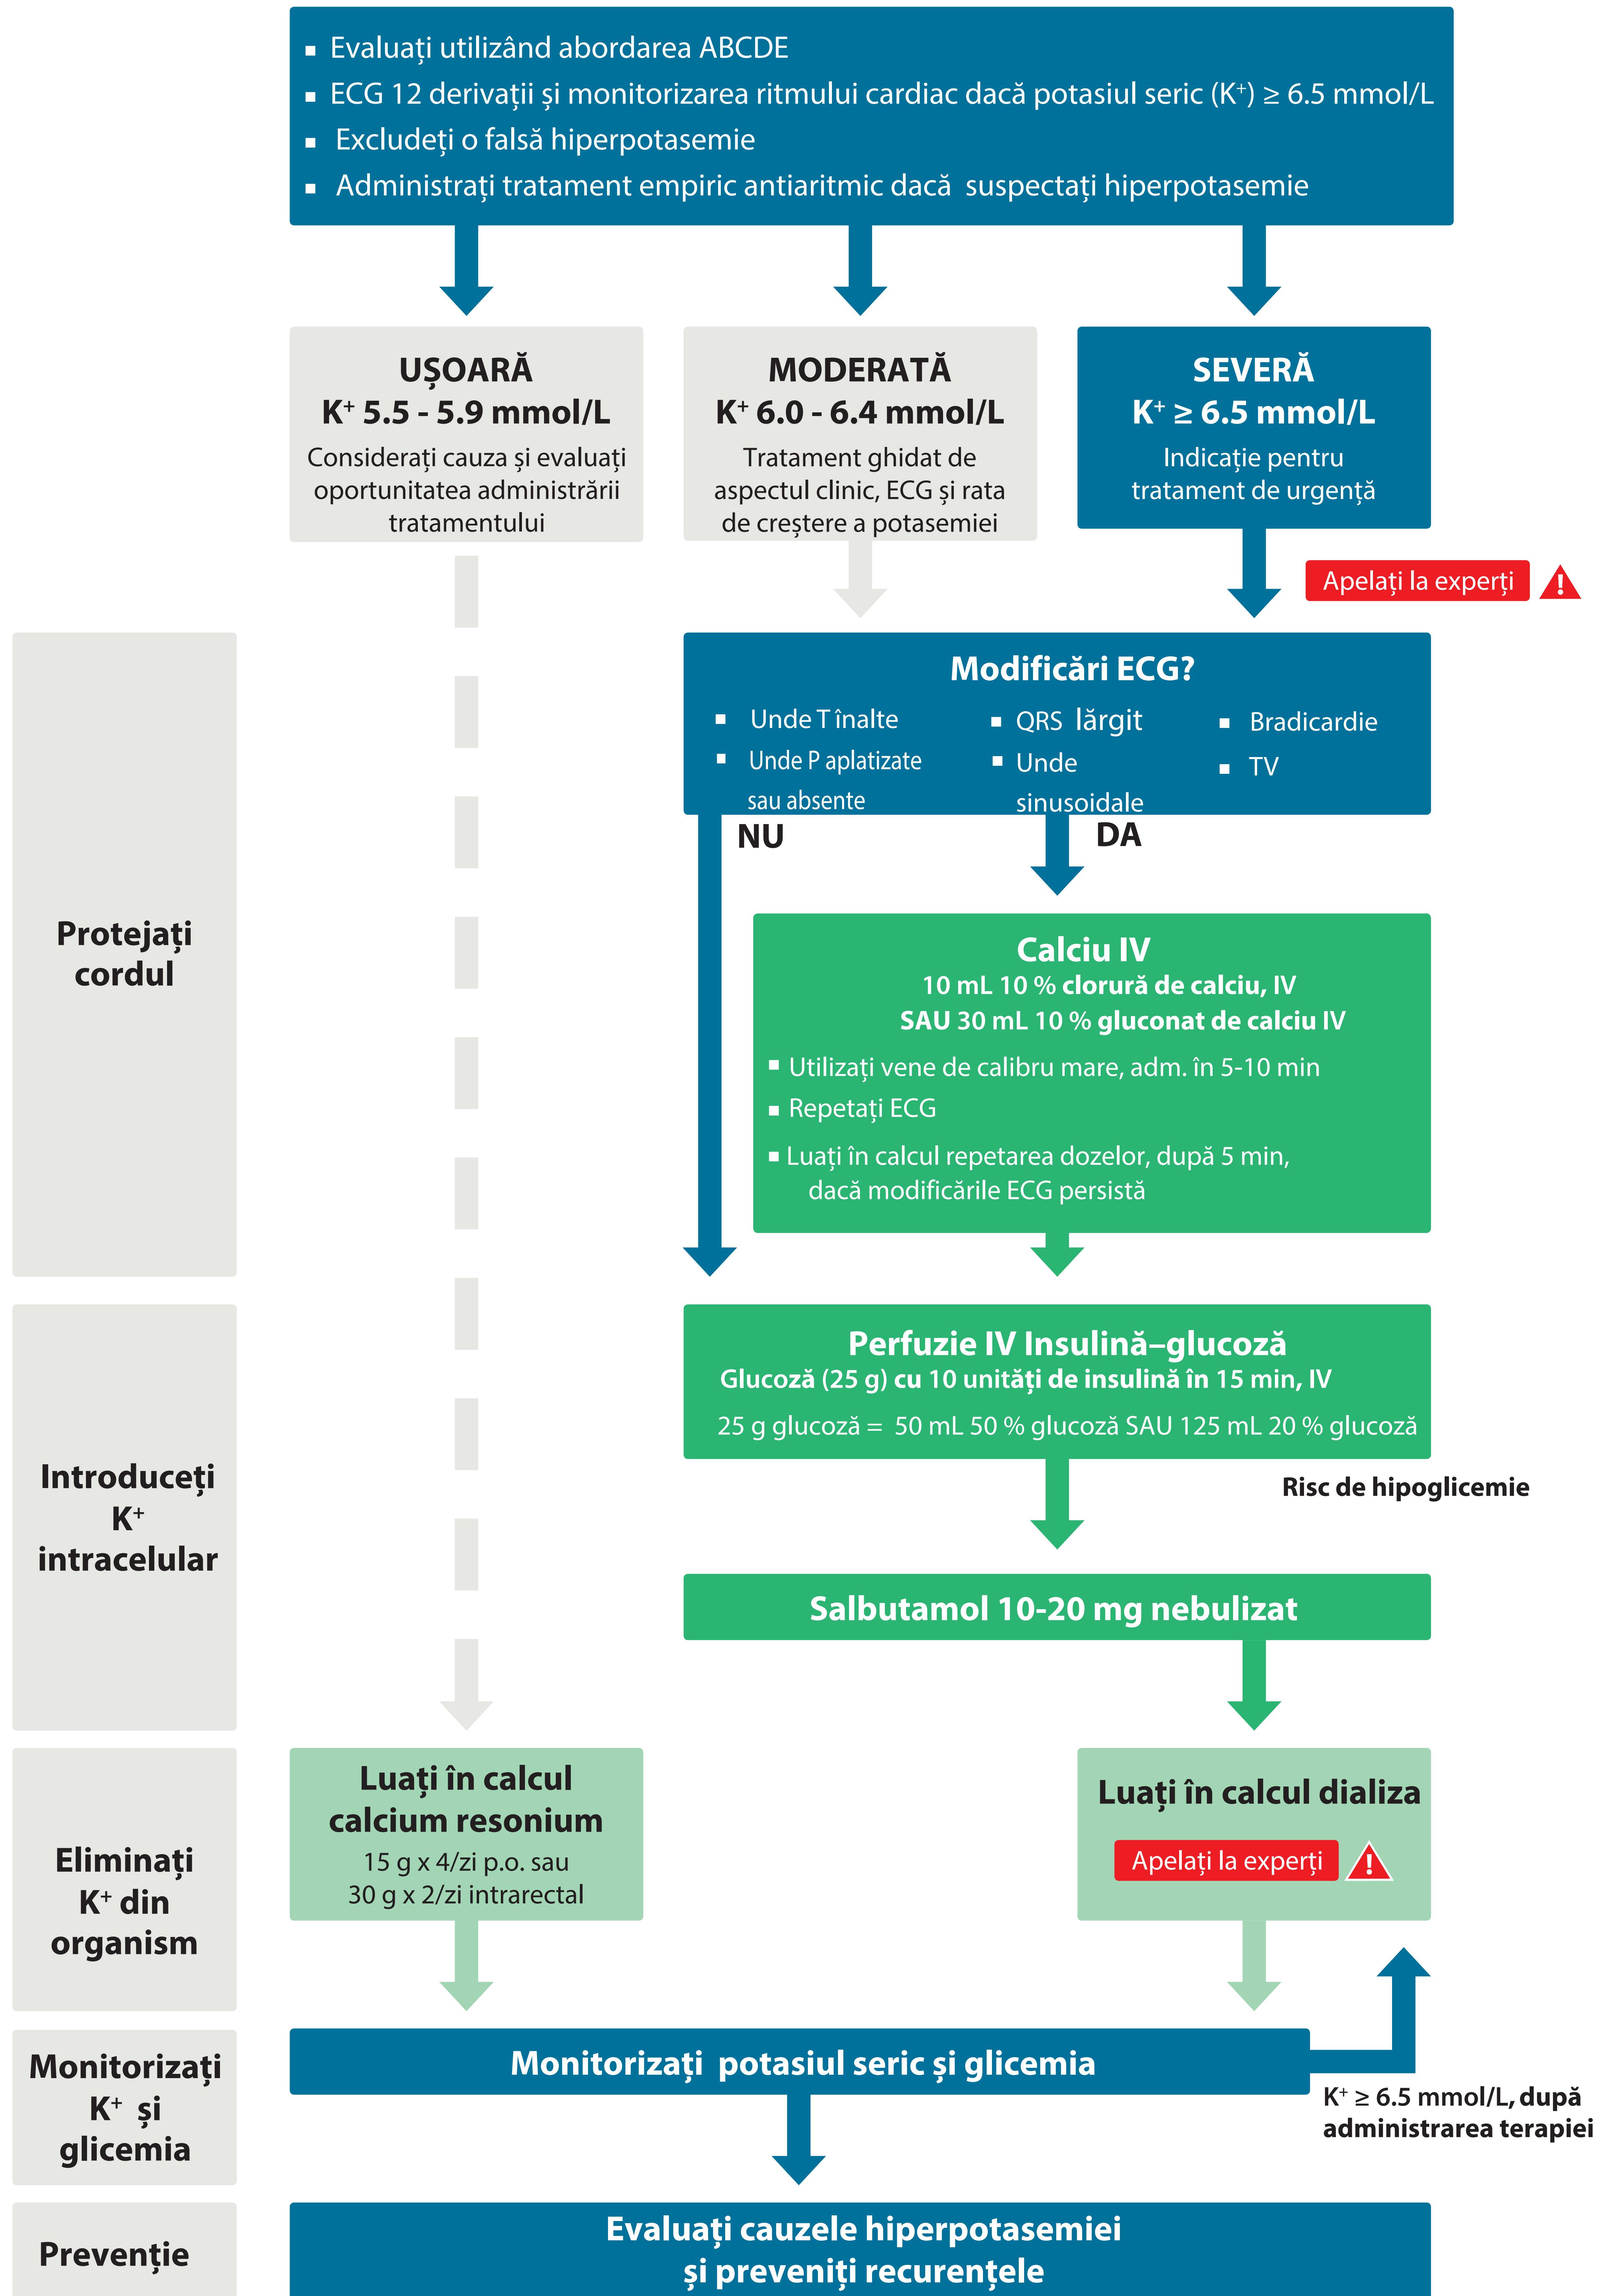 Evaluați utilizând abordarea ABCDE
ECG 12 derivații și monitorizarea ritmului cardiac dacă potasiul seric (K⁺) ≥ 6.5 mmol/L
Excludeți o falsă hiperpotasemie
Administrați tratament empiric antiaritmic dacă suspectați hiperpotasemie
UȘOARĂ
K⁺ 5.5 - 5.9 mmol/L
Considerați cauza și evaluați
oportunitatea administrării
tratamentului
MODERATĂ
K⁺ 6.0 - 6.4 mmol/L
Tratament ghidat de
aspectul clinic, ECG și rata
de creștere a potasemiei
SEVERĂ
K⁺ ≥ 6.5 mmol/L
Indicație pentru
tratament de urgență
Apelați la experți
Protejați
cordul
Modificări ECG?
Unde T înalte
Unde P aplatizate
sau absente
QRS lărgit
Unde
sinusoidale
Bradicardie
TV
NU
DA
Calciu IV
10 mL 10 % clorură de calciu, IV
SAU 30 mL 10 % gluconat de calciu IV
Utilizați vene de calibru mare, adm. în 5-10 min
Repetați ECG
Luați în calcul repetarea dozelor, după 5 min,
dacă modificările ECG persistă
Introduceți
K⁺
intracelular
Perfuzie IV Insulină–glucoză
Glucoză (25 g) cu 10 unități de insulină în 15 min, IV
25 g glucoză = 50 mL 50 % glucoză SAU 125 mL 20 % glucoză
Risc de hipoglicemie
Salbutamol 10-20 mg nebulizat
Eliminați
K⁺ din
organism
Luați în calcul
calcium resonium
15 g x 4/zi p.o. sau
30 g x 2/zi intrarectal
Luați în calcul dializa
Apelați la experți
Monitorizați
K⁺ și
glicemia
Monitorizați potasiul seric și glicemia
K⁺ ≥ 6.5 mmol/L, după
administrarea terapiei
Prevenție
Evaluați cauzele hiperpotasemiei
și preveniți recurențele